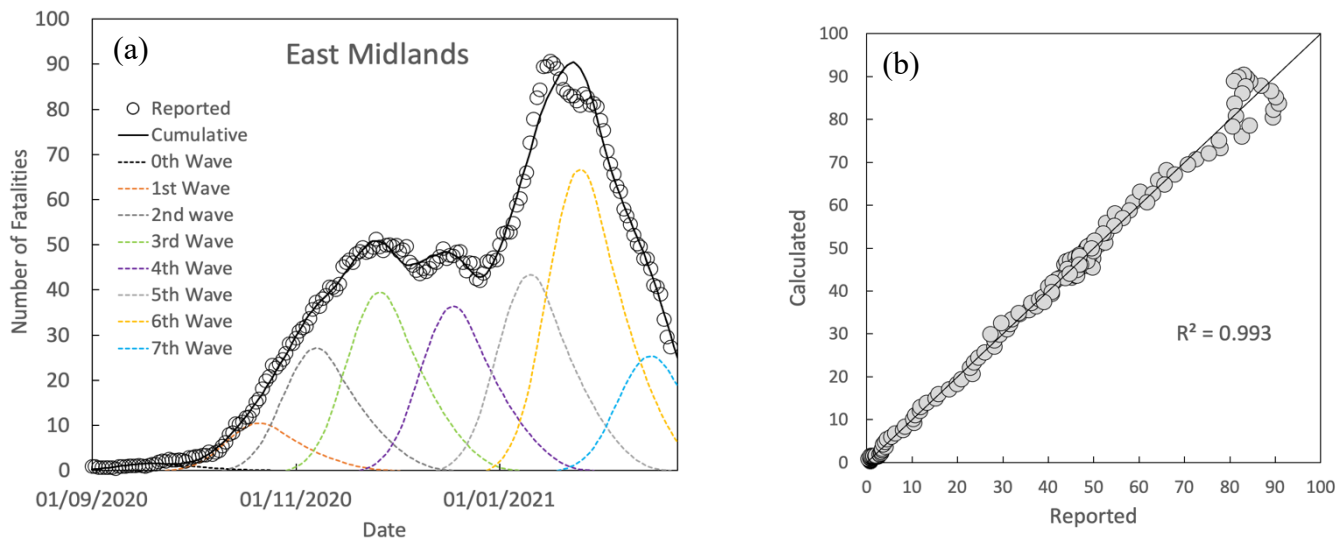 (a)
East Midlands
Number of Fatalities
100
90
80
70
60
50
40
30
20
10
0
Reported
Cumulative
0th Wave
1st Wave
2nd wave
3rd Wave
4th Wave
5th Wave
6th Wave
7th Wave
01/09/2020 01/11/2020 01/01/2021
Date
(b)
Calculated
100
90
80
70
60
50
40
30
20
10
0
R² = 0.993
0 10 20 30 40 50 60 70 80 90 100
Reported